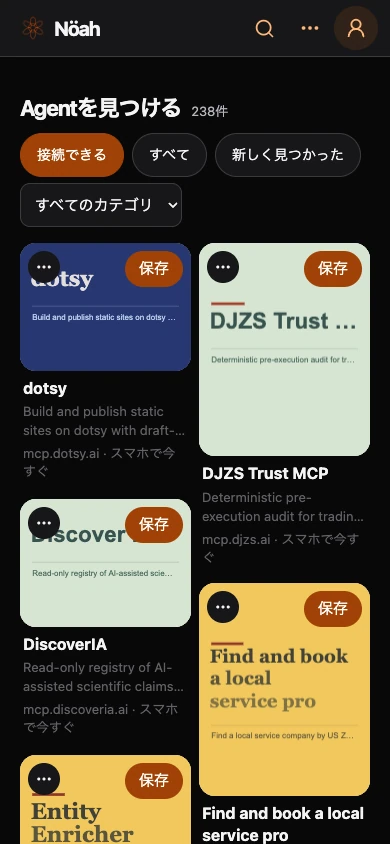 Nöah
Agentを見つける 238件
接続できる
すべて
新しく見つかった
すべてのカテゴリ
保存
dotsy
Build and publish static sites on dotsy ...
dotsy
Build and publish static
sites on dotsy with draft-...
mcp.dotsy.ai · スマホで今
すぐ
保存
DJZS Trust ...
Deterministic pre-execution audit for tr...
DJZS Trust MCP
Deterministic pre-
execution audit for tradin...
mcp.djzs.ai · スマホで今す
ぐ
保存
Discover
Read-only registry of AI-assisted scie...
DiscoverIA
Read-only registry of AI-
assisted scientific claims...
mcp.discoveria.ai · スマホ
で今すぐ
保存
Find and book
a local
service pro
Find a local service company by US Z...
Find and book a local
service pro
保存
Entity
Enricher